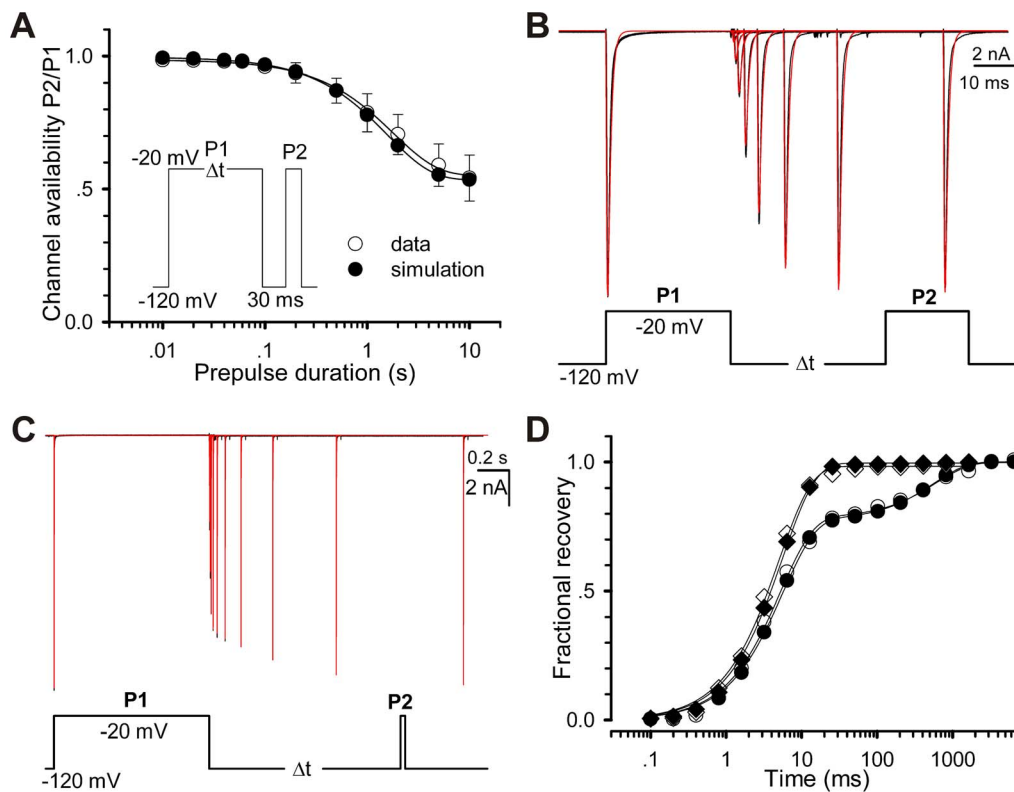 A
Channel availability P2/P1
1.0
.5
0.0
-20 mV
P1
Δt
P2
-120 mV
30 ms
data
simulation
.01
.1
1
10
Prepulse duration (s)
B
2 nA
10 ms
P1
-20 mV
P2
-120 mV
Δt
C
0.2 s
2 nA
P1
-20 mV
P2
-120 mV
Δt
D
Fractional recovery
1.0
.5
0.0
.1
1
10
100
1000
Time (ms)